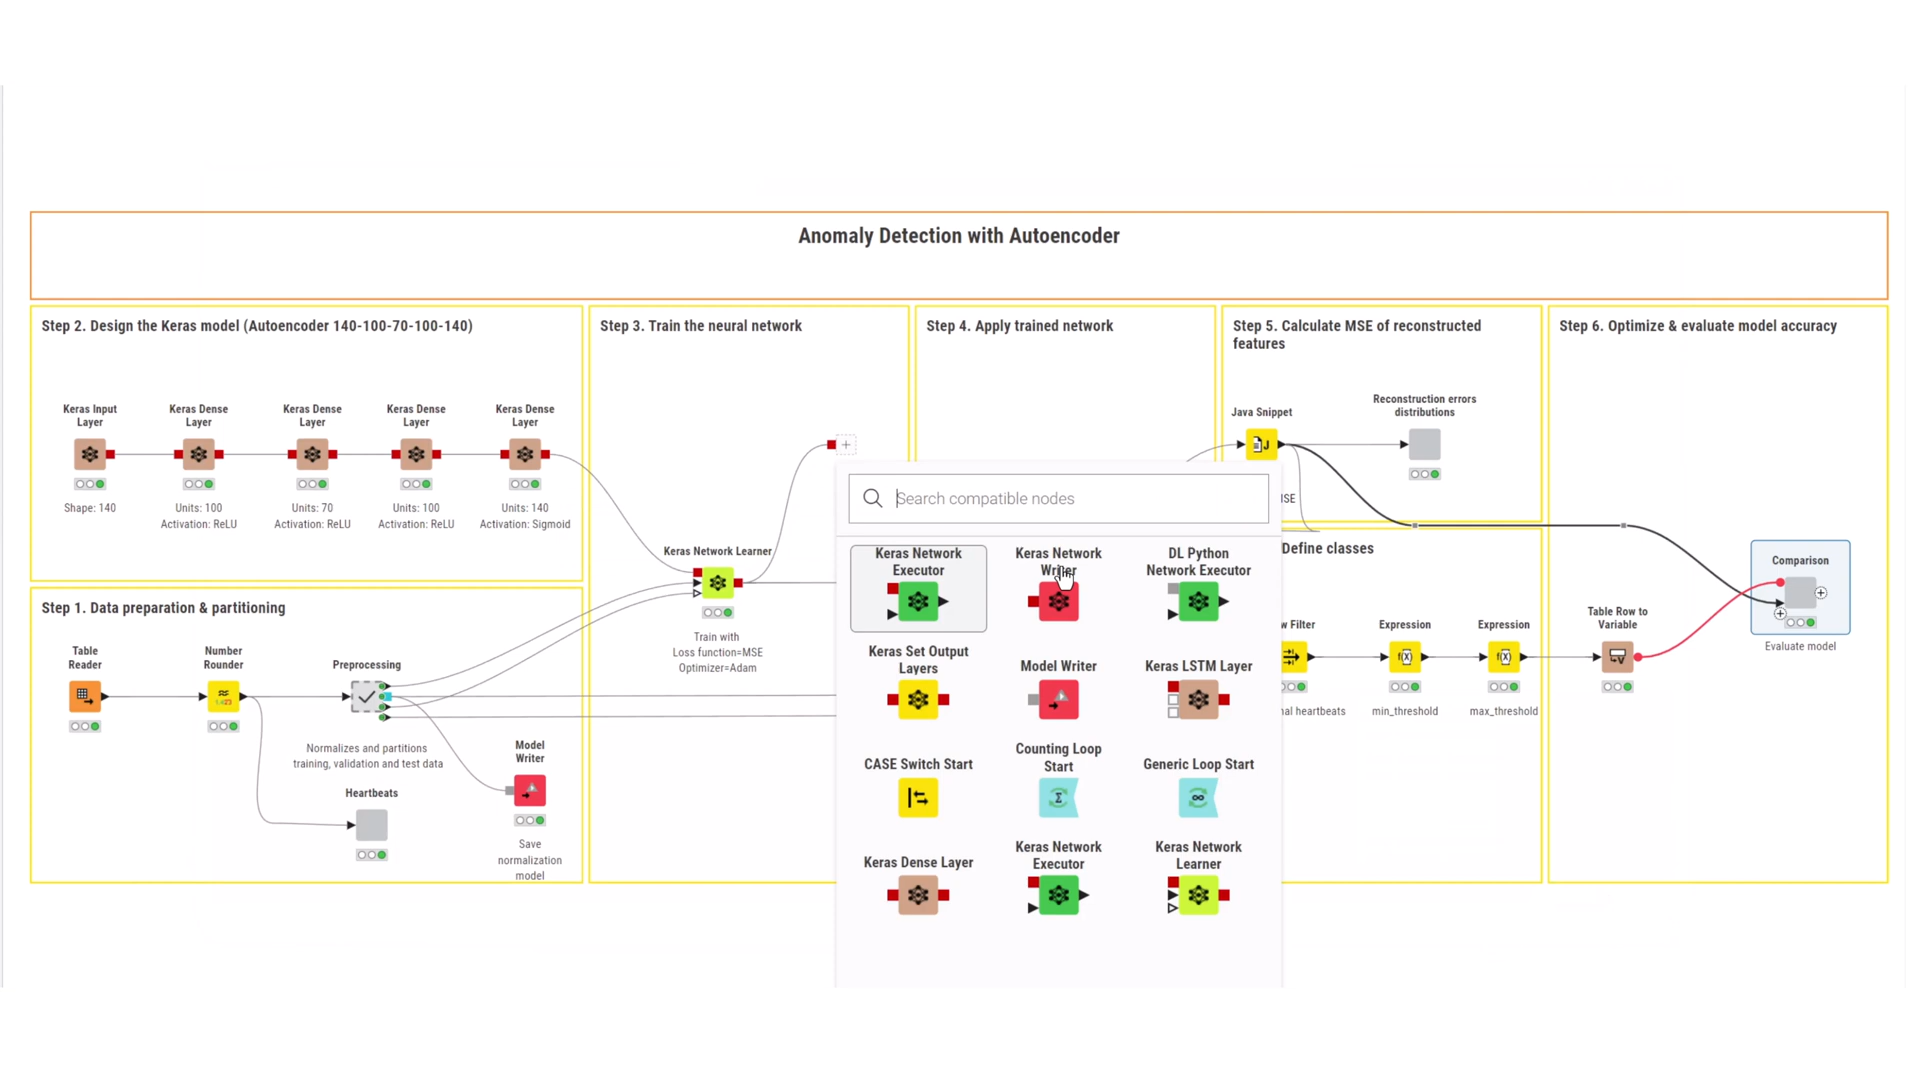 Anomaly Detection with Autoencoder
Step 2. Design the Keras model (Autoencoder 140-100-70-100-140)
Keras Input
Layer
Shape: 140
Keras Dense
Layer
Units: 100
Activation: ReLU
Keras Dense
Layer
Units: 70
Activation: ReLU
Keras Dense
Layer
Units: 100
Activation: ReLU
Keras Dense
Layer
Units: 140
Activation: Sigmoid
Step 1. Data preparation & partitioning
Table
Reader
Number
Rounder
Preprocessing
Normalizes and partitions
training, validation and test data
Heartbeats
Model
Writer
Save
normalization
model
Step 3. Train the neural network
Keras Network Learner
Train with
Loss function=MSE
Optimizer=Adam
Step 4. Apply trained network
Search compatible nodes
Keras Network
Executor
Keras Network
Writer
DL Python
Network Executor
Keras Set Output
Layers
Model Writer
Keras LSTM Layer
CASE Switch Start
Counting Loop
Start
Generic Loop Start
Keras Dense Layer
Keras Network
Executor
Keras Network
Learner
Step 5. Calculate MSE of reconstructed
features
Java Snippet
J
Reconstruction errors
distributions
Define classes
Filter
heartbeats
Expression
f(x)
min_threshold
Expression
f(x)
max_threshold
Step 6. Optimize & evaluate model accuracy
Table Row to
Variable
Comparison
Evaluate model